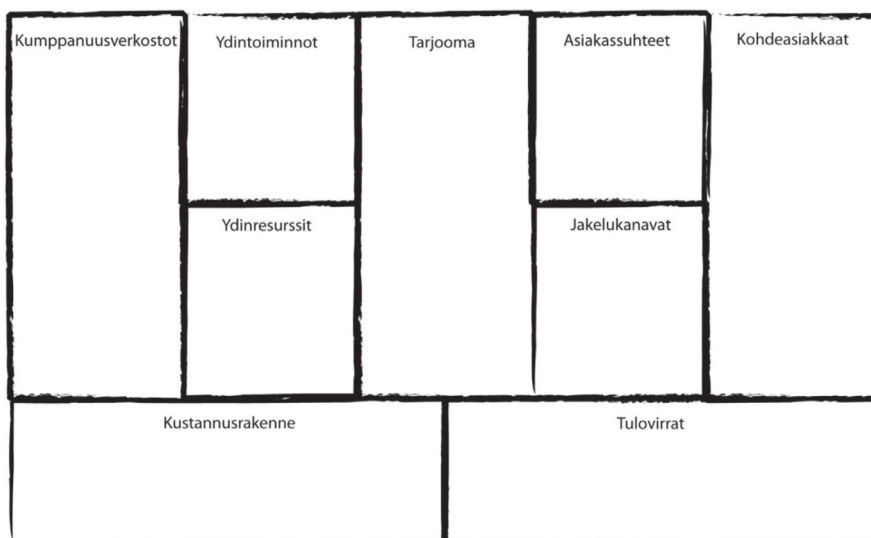 Kumppanuusverkostot
Ydintoiminnot
Tarjooma
Asiakassuhteet
Kohdeasiakkaat
Ydinresurssit
Jakelukanavat
Kustannusrakenne
Tulovirrat